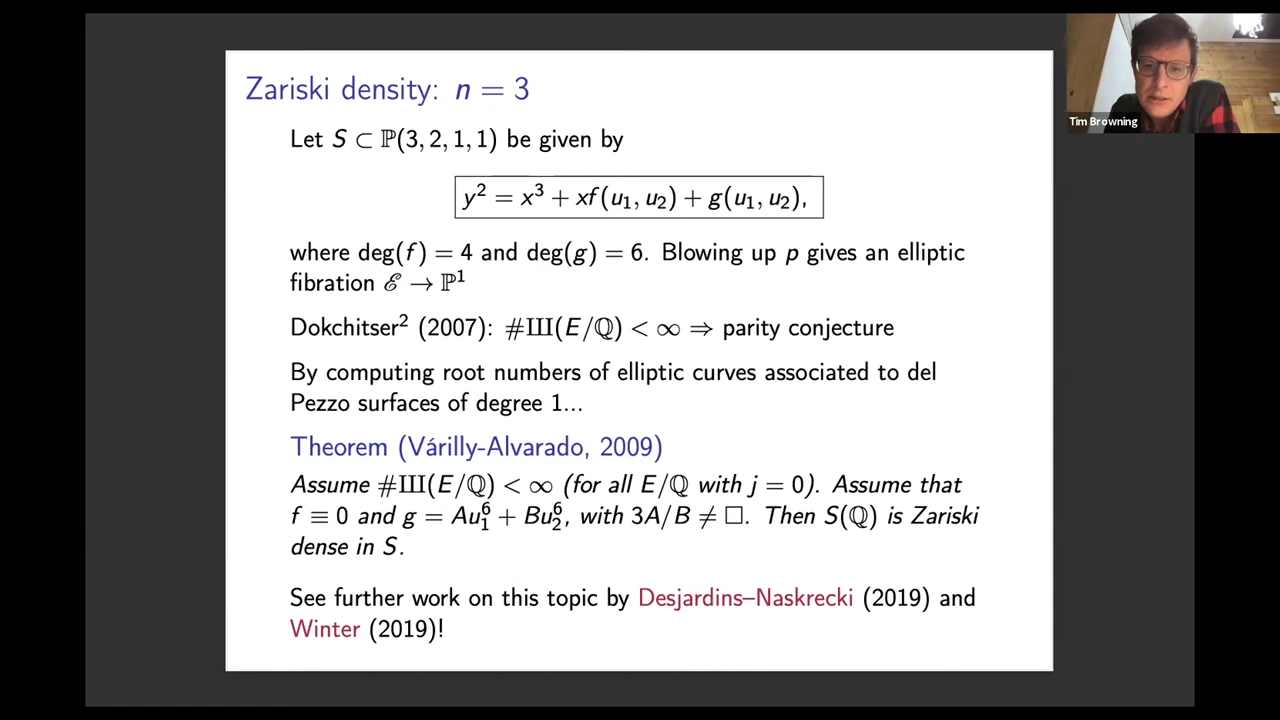 Zariski density: n = 3
Let S ⊂ ℙ(3, 2, 1, 1) be given by
y² = x³ + xf(u₁, u₂) + g(u₁, u₂),
where deg(f) = 4 and deg(g) = 6. Blowing up p gives an elliptic
fibration ℰ → ℙ¹
Dokchitser² (2007): #Ш(E/ℚ) < ∞ ⇒ parity conjecture
By computing root numbers of elliptic curves associated to del
Pezzo surfaces of degree 1...
Theorem (Várilly-Alvarado, 2009)
Assume #Ш(E/ℚ) < ∞ (for all E/ℚ with j = 0). Assume that
f ≡ 0 and g = Au₁⁶ + Bu₂⁶, with 3A/B ≠ □. Then S(ℚ) is Zariski
dense in S.
See further work on this topic by Desjardins–Naskrecki (2019) and
Winter (2019)!
Tim Browning